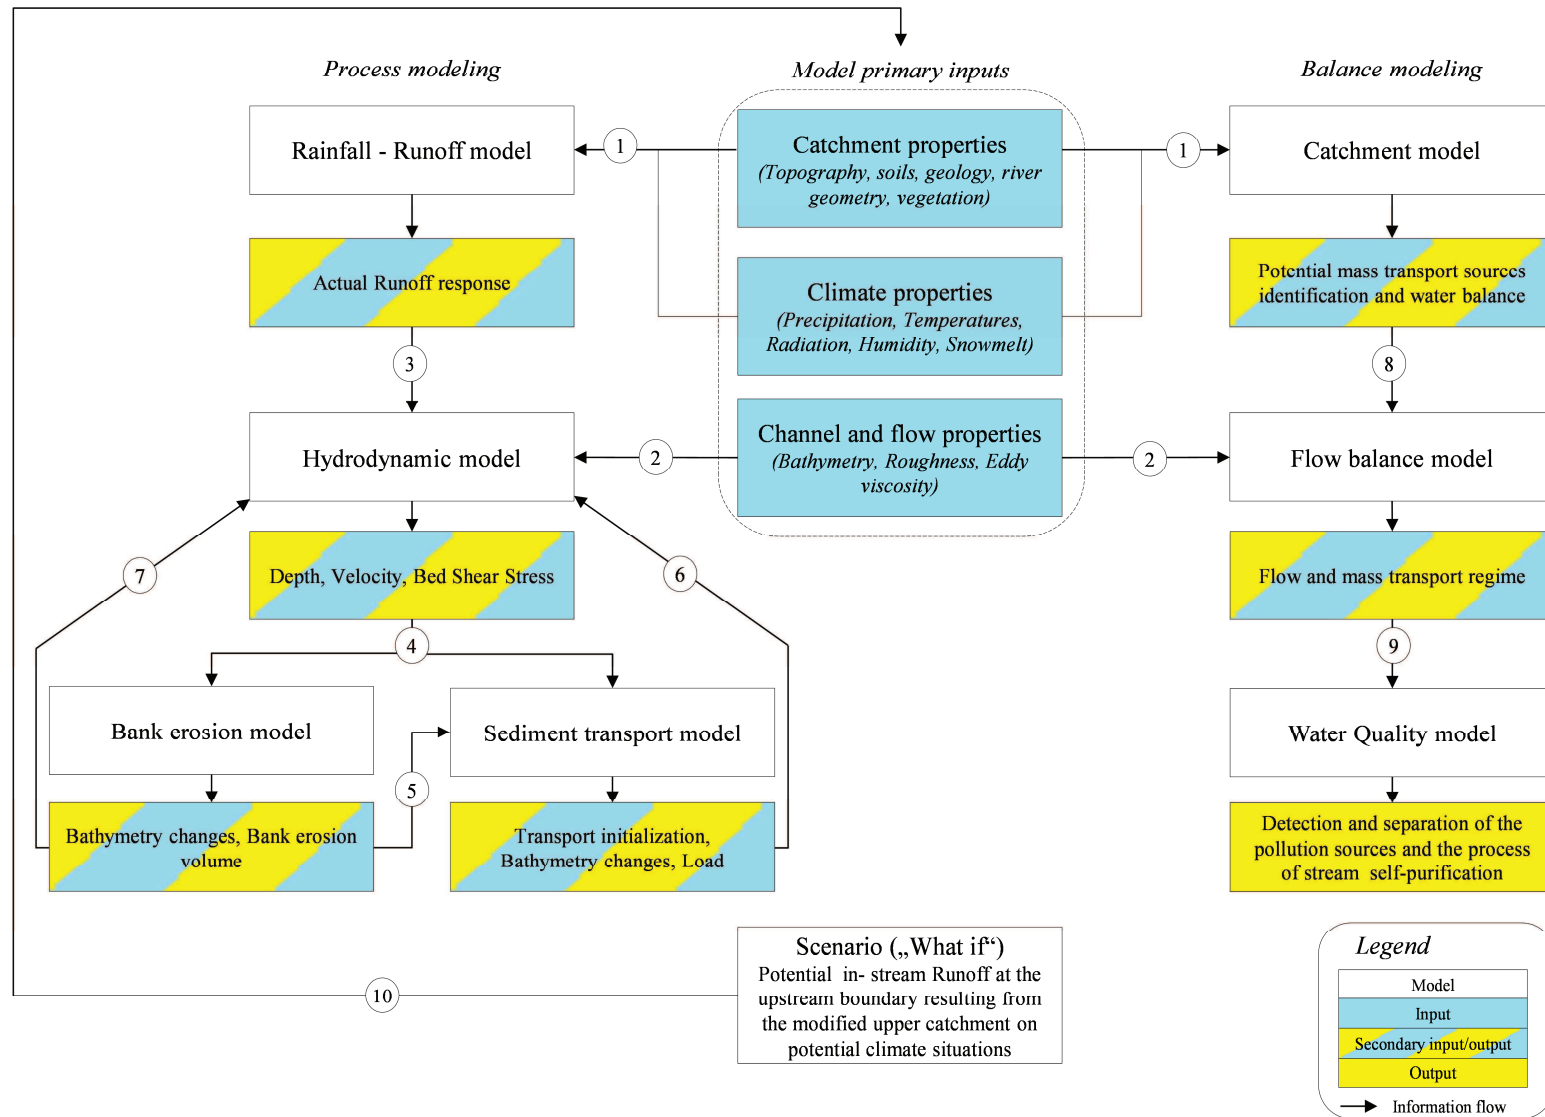 Process modeling
Model primary inputs
Balance modeling
Rainfall - Runoff model
1
Catchment properties
(Topography, soils, geology, river
geometry, vegetation)
1
Catchment model
Actual Runoff response
Climate properties
(Precipitation, Temperatures,
Radiation, Humidity, Snowmelt)
Potential mass transport sources
identification and water balance
3
8
Hydrodynamic model
2
Channel and flow properties
(Bathymetry, Roughness, Eddy
viscosity)
2
Flow balance model
7
Depth, Velocity, Bed Shear Stress
6
Flow and mass transport regime
4
9
Bank erosion model
Sediment transport model
Water Quality model
5
Bathymetry changes, Bank erosion
volume
Transport initialization,
Bathymetry changes, Load
Detection and separation of the
pollution sources and the process
of stream self-purification
Scenario („What if“)
Potential in- stream Runoff at the
upstream boundary resulting from
the modified upper catchment on
potential climate situations
10
Legend
Model
Input
Secondary input/output
Output
Information flow